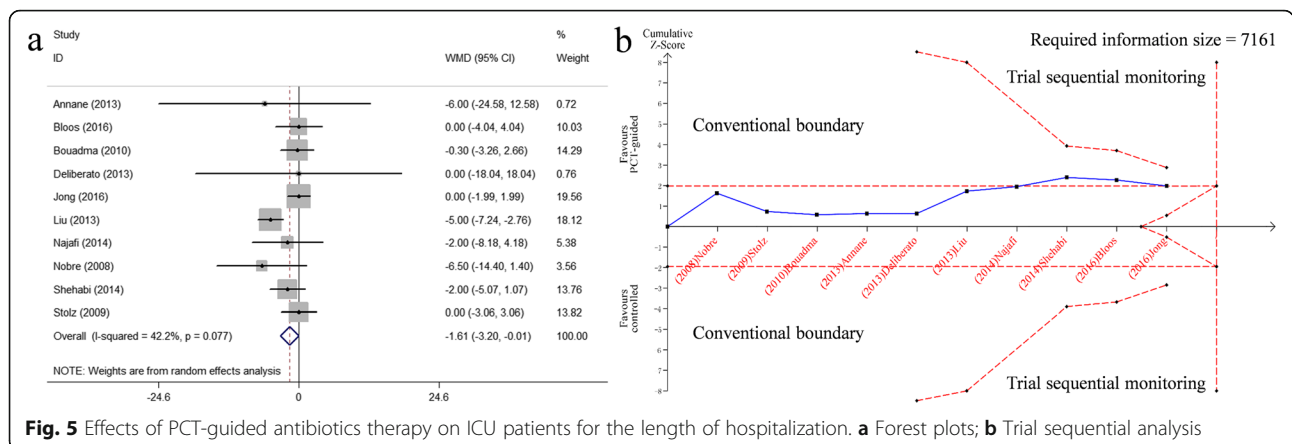 a
Study
%
ID
WMD (95% CI)
Weight
Annane (2013)
-6.00 (-24.58, 12.58)
0.72
Bloos (2016)
0.00 (-4.04, 4.04)
10.03
Bouadma (2010)
-0.30 (-3.26, 2.66)
14.29
Deliberato (2013)
0.00 (-18.04, 18.04)
0.76
Jong (2016)
0.00 (-1.99, 1.99)
19.56
Liu (2013)
-5.00 (-7.24, -2.76)
18.12
Najafi (2014)
-2.00 (-8.18, 4.18)
5.38
Nobre (2008)
-6.50 (-14.40, 1.40)
3.56
Shehabi (2014)
-2.00 (-5.07, 1.07)
13.76
Stolz (2009)
0.00 (-3.06, 3.06)
13.82
Overall (I-squared = 42.2%, p = 0.077)
-1.61 (-3.20, -0.01)
100.00
NOTE: Weights are from random effects analysis
-24.6
0
24.6
b
Cumulative
Z-Score
Required information size = 7161
Trial sequential monitoring
Conventional boundary
Favours
PCT-guided
8
7
6
5
4
3
2
1
-1
-2
-3
-4
-5
-6
-7
-8
(2008)Nobre
(2009)Stolz
(2010)Bouadma
(2013)Annane
(2013)Deliberato
(2013)Liu
(2014)Najafi
(2014)Shehabi
(2016)Bloos
(2016)Jong
Favours
controlled
Conventional boundary
Trial sequential monitoring
Fig. 5 Effects of PCT-guided antibiotics therapy on ICU patients for the length of hospitalization. a Forest plots; b Trial sequential analysis